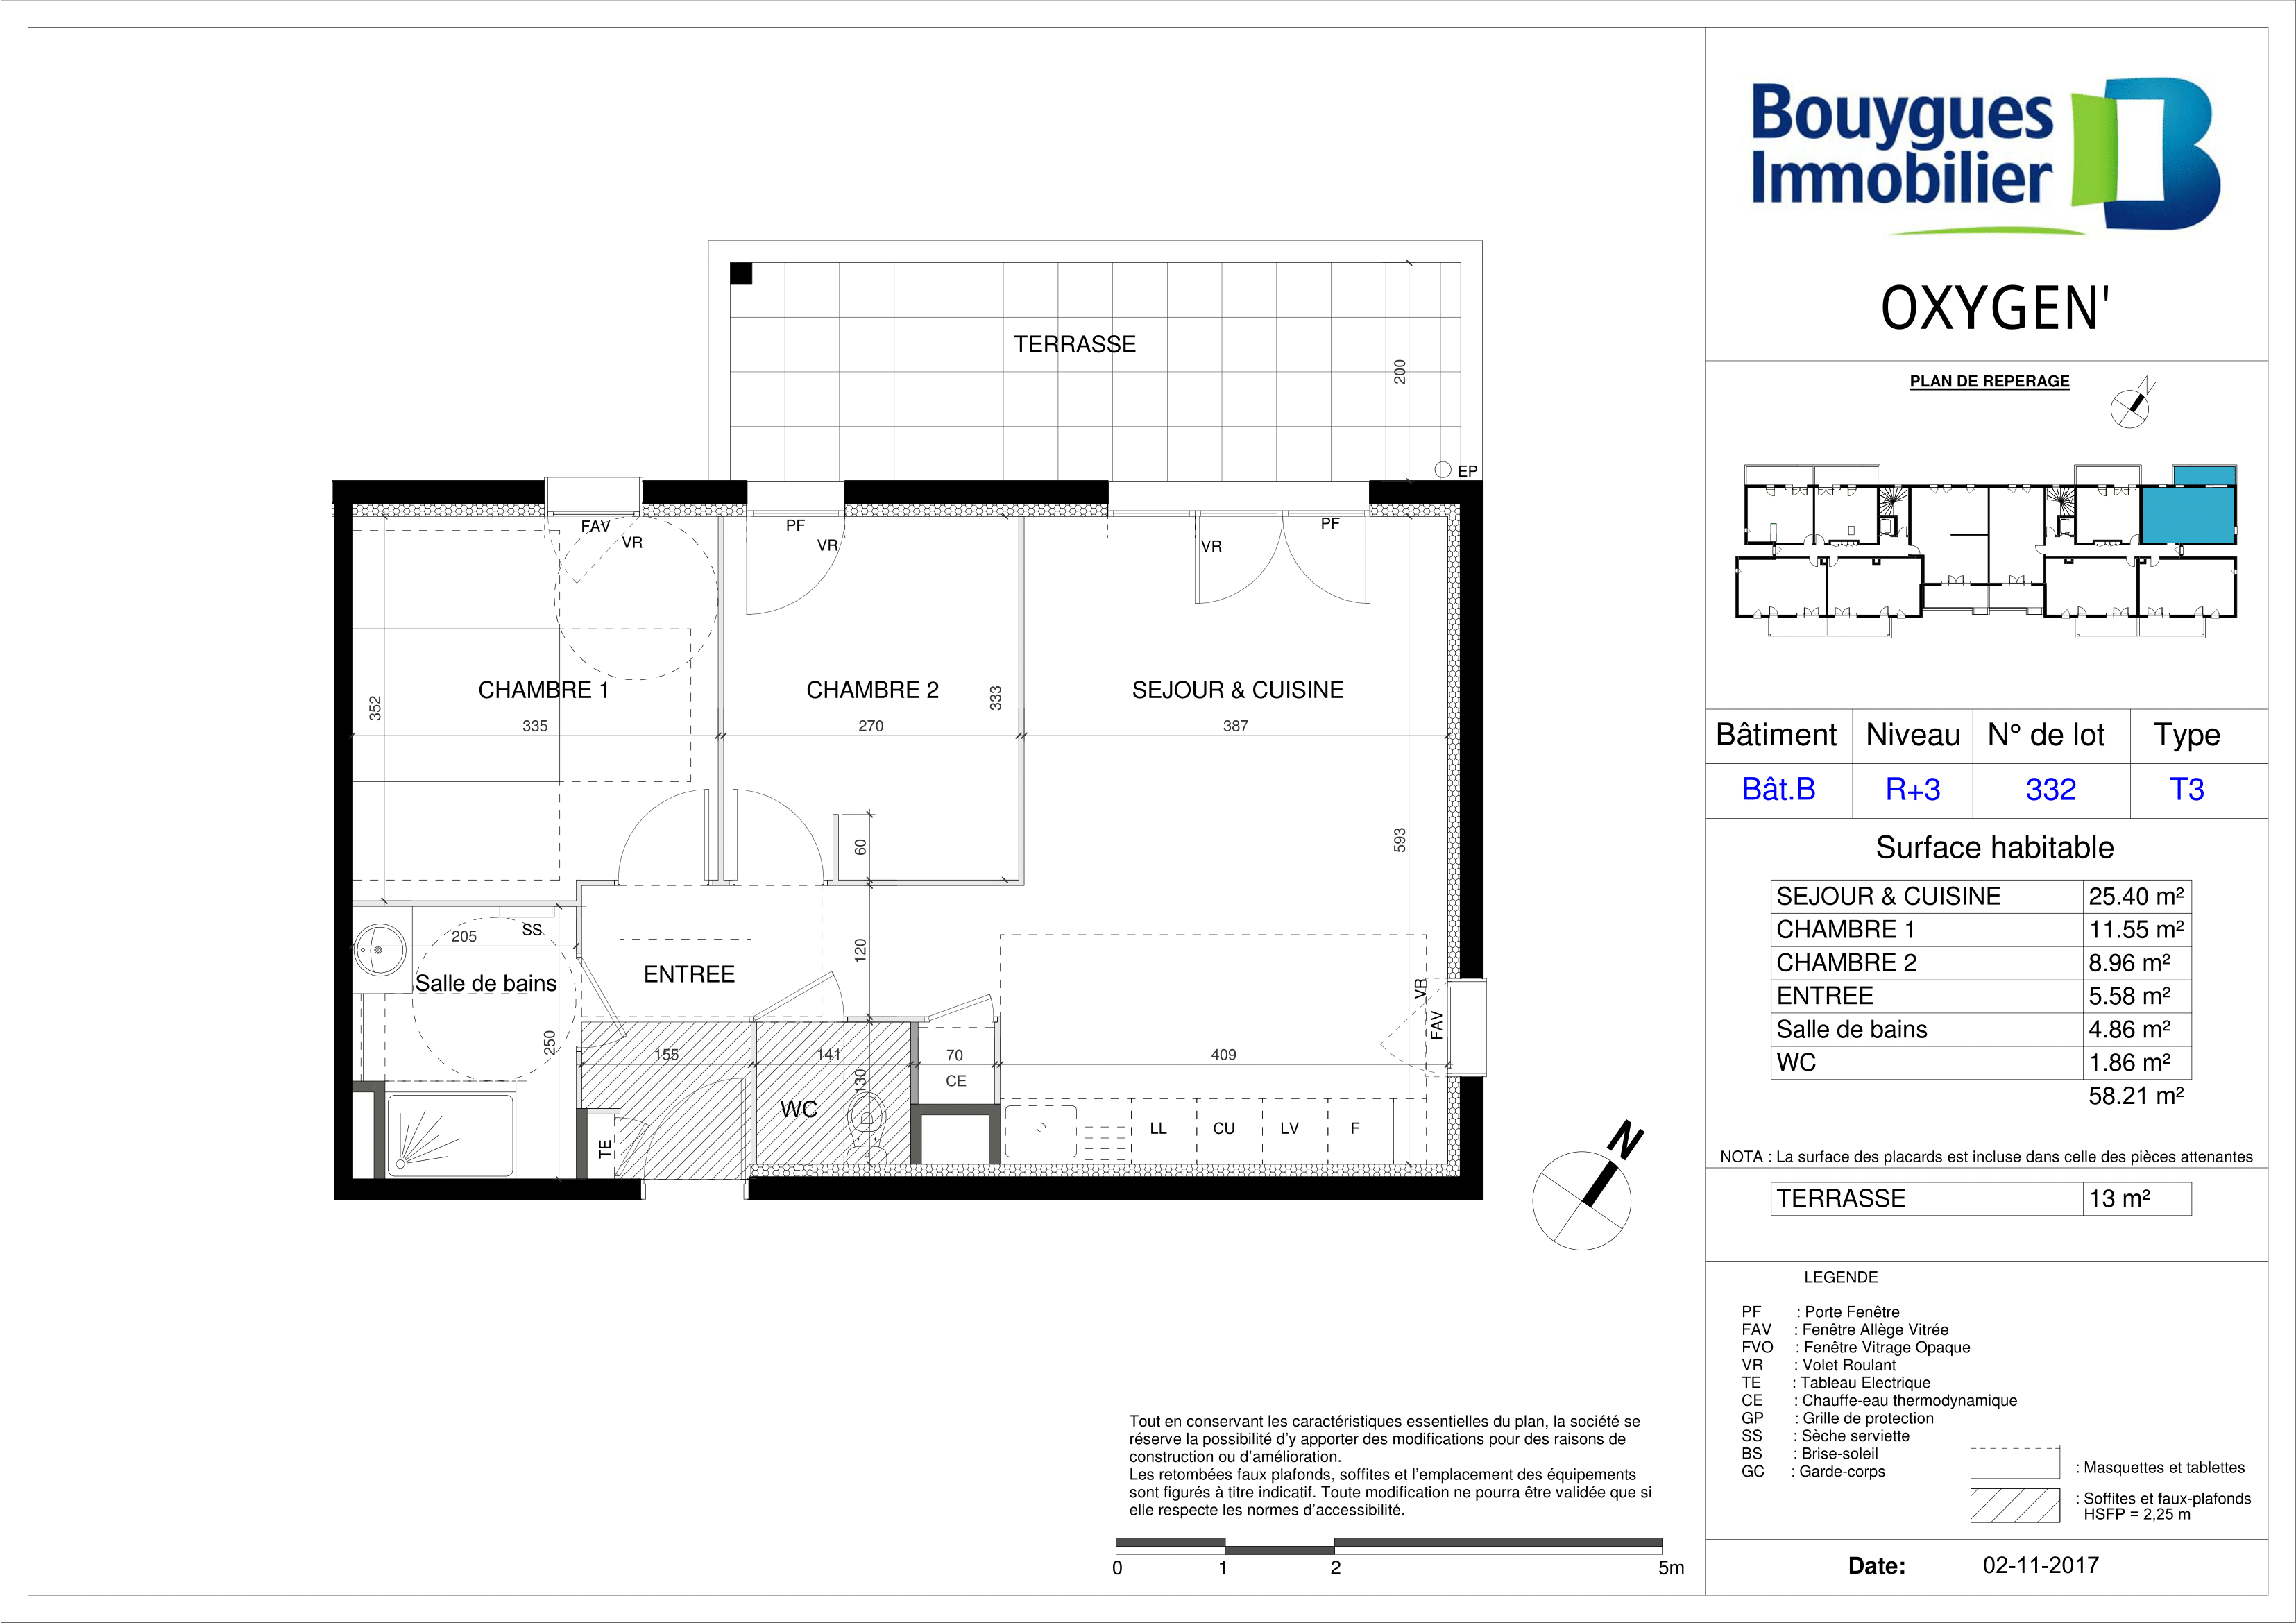 Bouygues
Immobilier
OXYGEN'
PLAN DE REPERAGE
N
Bâtiment Niveau N° de lot Type
Bât.B R+3 332 T3
Surface habitable
SEJOUR & CUISINE 25.40 m²
CHAMBRE 1 11.55 m²
CHAMBRE 2 8.96 m²
ENTREE 5.58 m²
Salle de bains 4.86 m²
WC 1.86 m²
58.21 m²
NOTA : La surface des placards est incluse dans celle des pièces attenantes
TERRASSE 13 m²
LEGENDE
PF : Porte Fenêtre
FAV : Fenêtre Allège Vitrée
FVO : Fenêtre Vitrage Opaque
VR : Volet Roulant
TE : Tableau Electrique
CE : Chauffe-eau thermodynamique
GP : Grille de protection
SS : Sèche serviette
BS : Brise-soleil
GC : Garde-corps
: Masquettes et tablettes
: Soffites et faux-plafonds
HSFP = 2,25 m
Date: 02-11-2017
TERRASSE
200
EP
FAV
VR
PF
VR
VR
PF
CHAMBRE 1
CHAMBRE 2
SEJOUR & CUISINE
352
335
270
333
387
60
593
205
SS
120
Salle de bains
ENTREE
VR
FAV
250
155
141
130
70
CE
409
WC
TE
LL
CU
LV
F
N
Tout en conservant les caractéristiques essentielles du plan, la société se
réserve la possibilité d'y apporter des modifications pour des raisons de
construction ou d'amélioration.
Les retombées faux plafonds, soffites et l'emplacement des équipements
sont figurés à titre indicatif. Toute modification ne pourra être validée que si
elle respecte les normes d'accessibilité.
0 1 2 5m